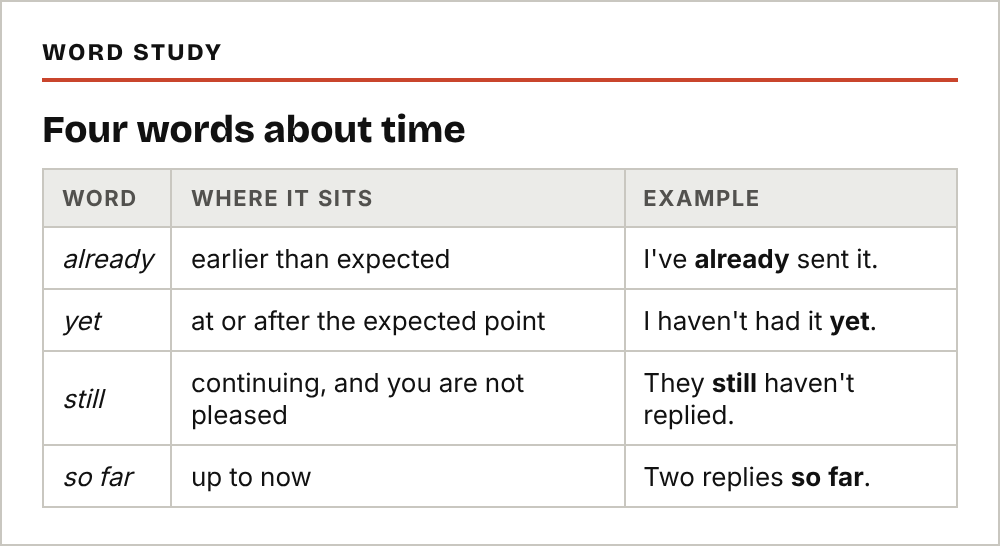 WORD STUDY
Four words about time
WORD WHERE IT SITS EXAMPLE
already earlier than expected I've already sent it.
yet at or after the expected point I haven't had it yet.
still continuing, and you are not pleased They still haven't replied.
so far up to now Two replies so far.